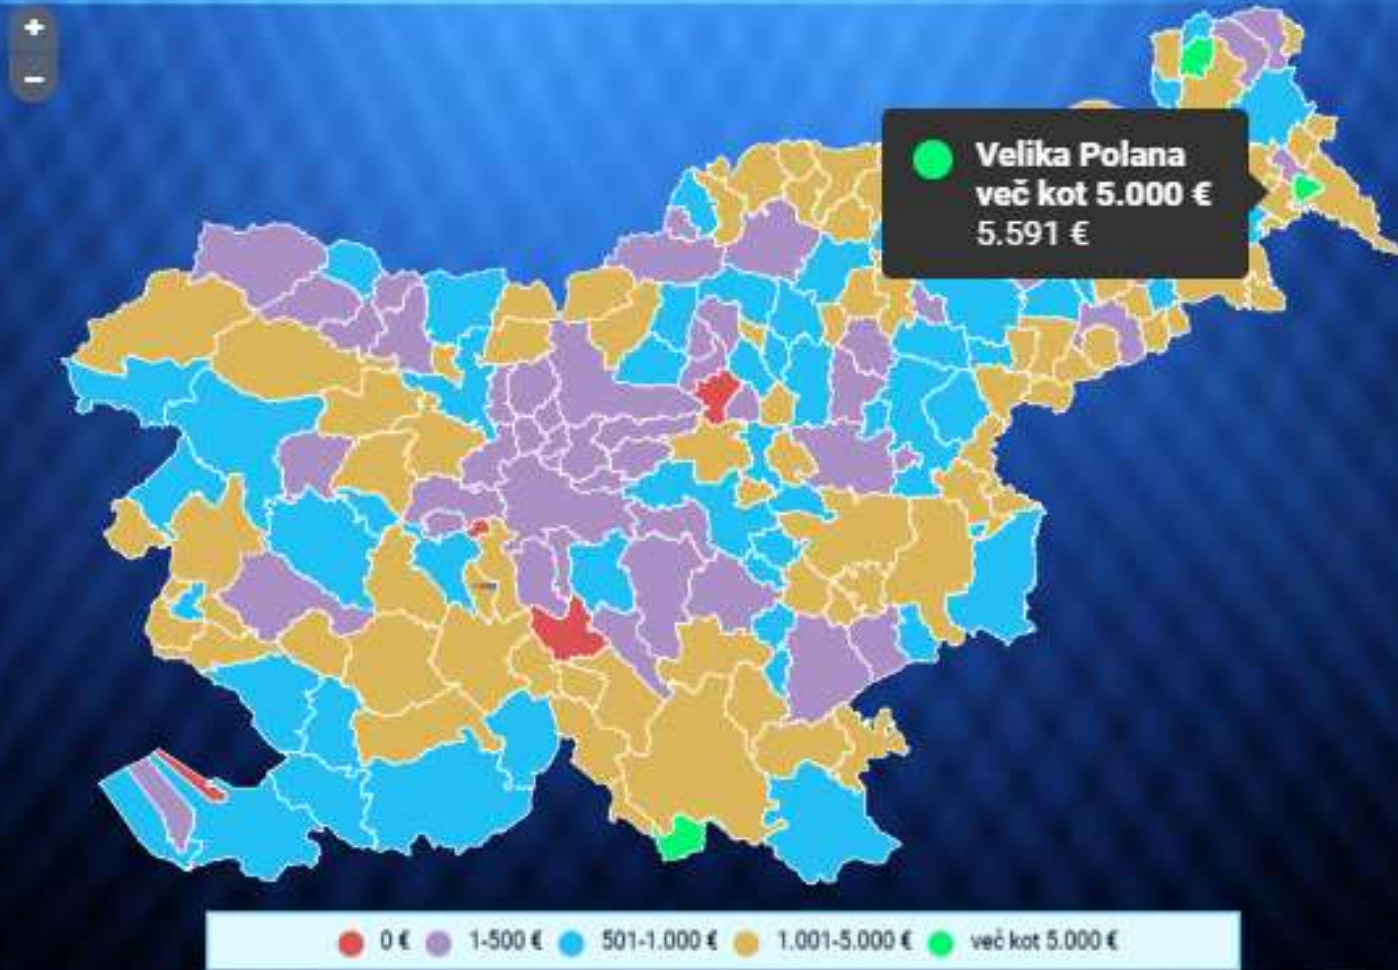 +
−
Velika Polana
več kot 5.000 €
5.591 €
0 €
1-500 €
501-1.000 €
1.001-5.000 €
več kot 5.000 €